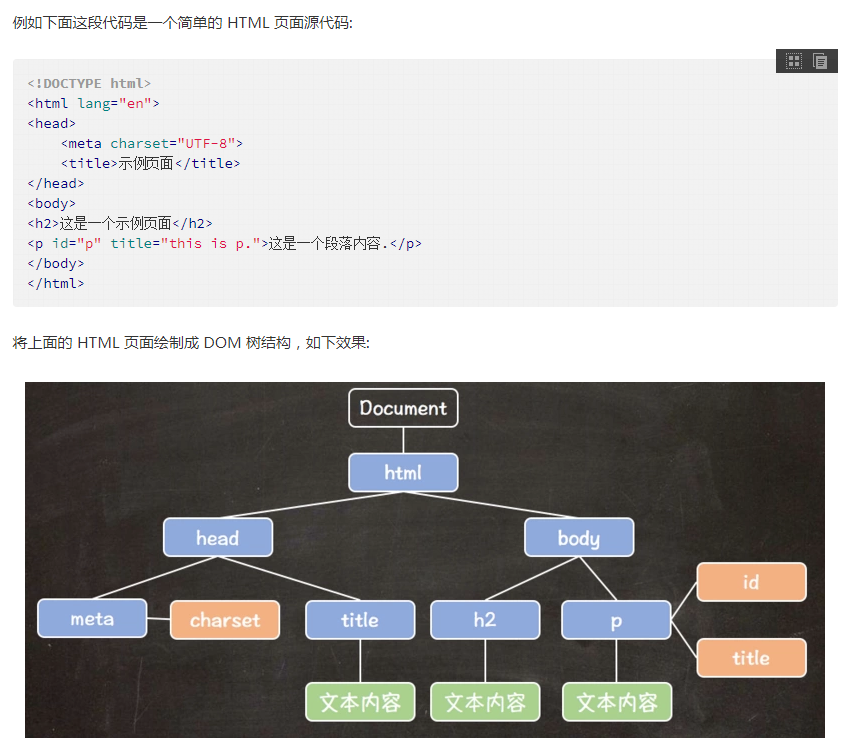 例如下面这段代码是一个简单的 HTML 页面源代码:
<!DOCTYPE html>
<html lang="en">
<head>
    <meta charset="UTF-8">
    <title>示例页面</title>
</head>
<body>
<h2>这是一个示例页面</h2>
<p id="p" title="this is p.">这是一个段落内容.</p>
</body>
</html>
将上面的 HTML 页面绘制成 DOM 树结构，如下效果:
Document
html
head
body
id
meta
charset
title
h2
p
title
文本内容
文本内容
文本内容